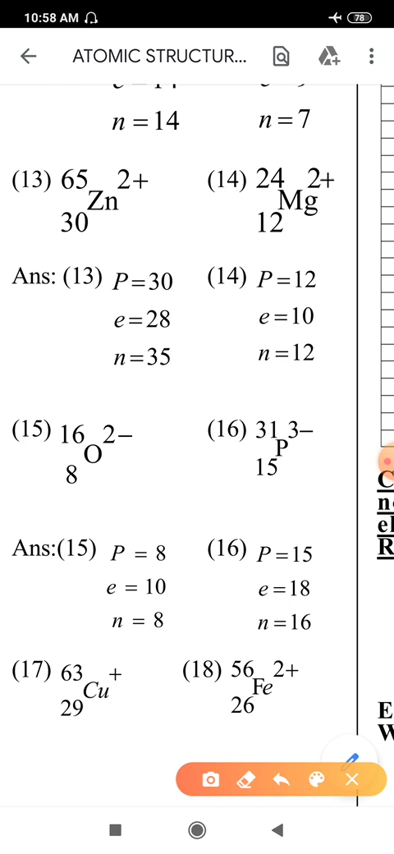 10:58 AM
78
ATOMIC STRUCTUR...
n = 14 n = 7
(13) 65 Zn 2+ 30 (14) 24 Mg 2+ 12
Ans: (13) P = 30 (14) P = 12
e = 28 e = 10
n = 35 n = 12
(15) 16 O 2− 8 (16) 31 P 3− 15
Ans:(15) P = 8 (16) P = 15
e = 10 e = 18
n = 8 n = 16
(17) 63 Cu + 29 (18) 56 Fe 2+ 26
C
n
el
R
E
W